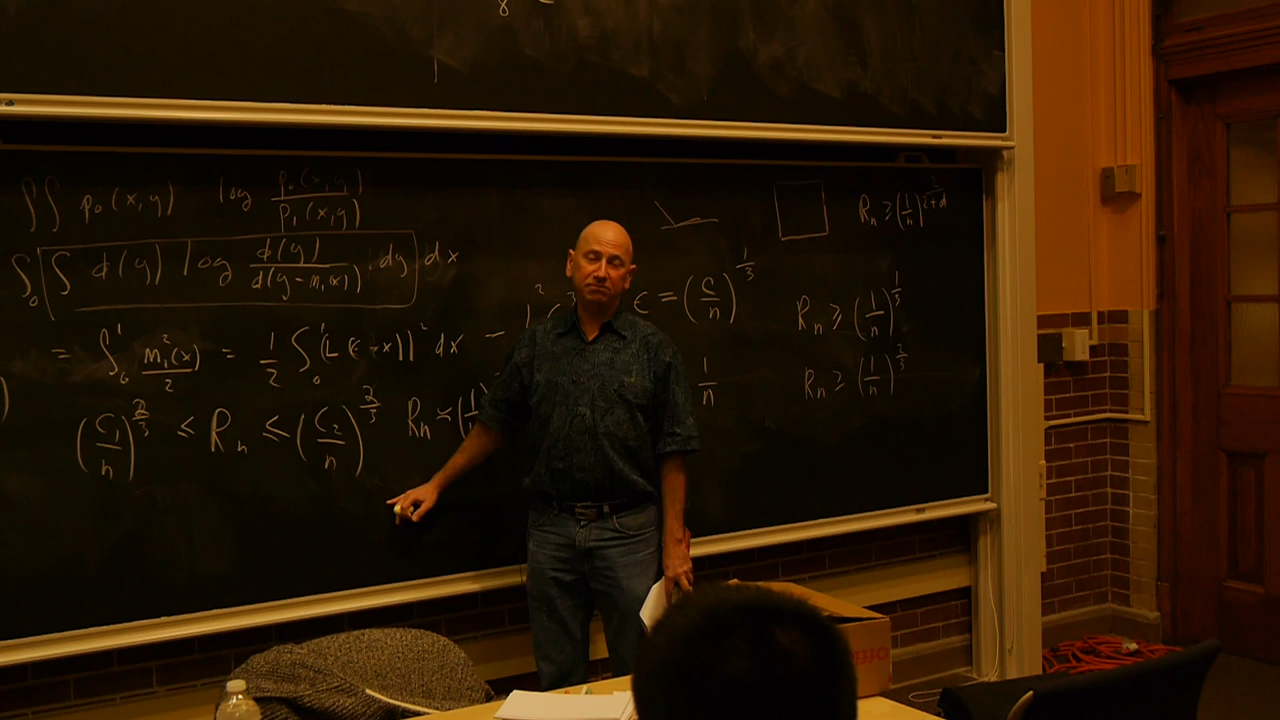 ∫∫ p₀(x,y) log p₀(x,y)/p₁(x,y)
∫₀ [∫ ϕ(y) log ϕ(y)/ϕ(y-m₁(x)) dy] dx
= ∫₀¹ m₁²(x)/2 = 1/2 ∫₀¹ (L(ϵ-x))² dx =
(C₁/n)^(2/3) ≤ Rₙ ≤ (C₂/n)^(2/3) Rₙ ≍ (1
ϵ = (C/n)^(1/3)
1/n
Rₙ ≥ (1/n)^(2/(2+d))
Rₙ ≥ (1/n)^(1/3)
Rₙ ≥ (1/n)^(2/3)